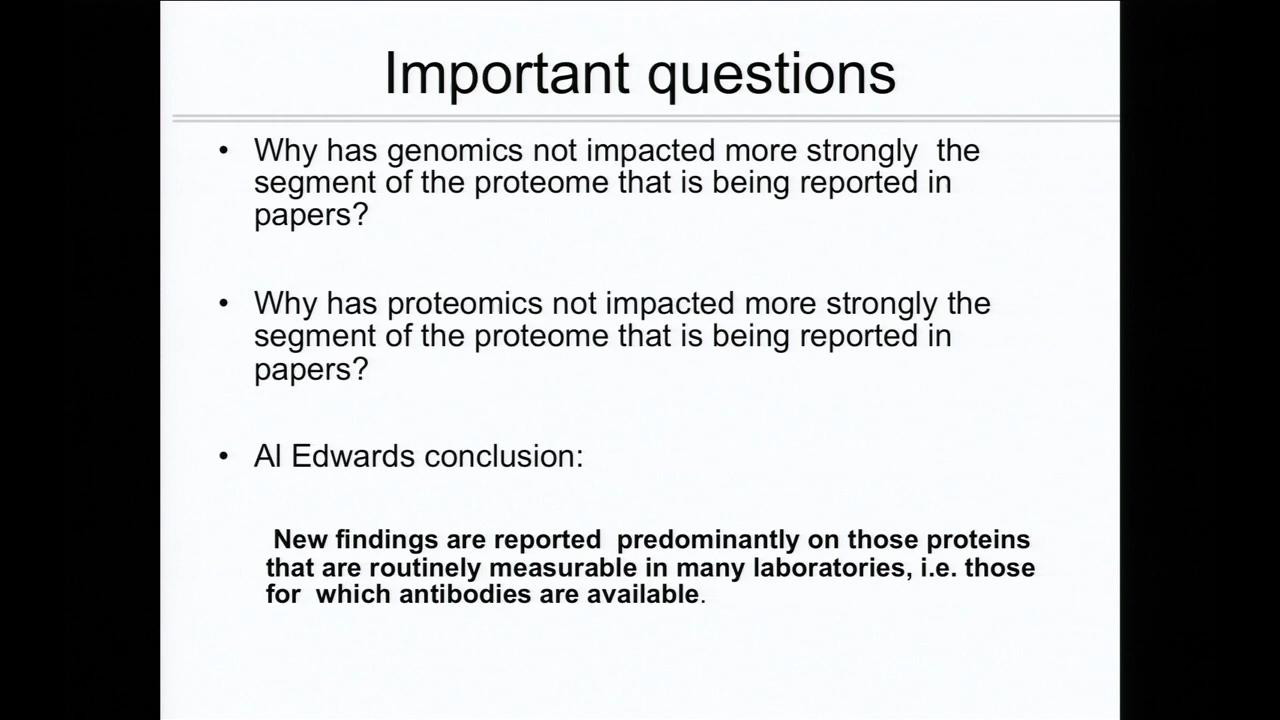 Important questions
• Why has genomics not impacted more strongly  the
segment of the proteome that is being reported in
papers?
• Why has proteomics not impacted more strongly the
segment of the proteome that is being reported in
papers?
• Al Edwards conclusion:
New findings are reported  predominantly on those proteins
that are routinely measurable in many laboratories, i.e. those
for  which antibodies are available.